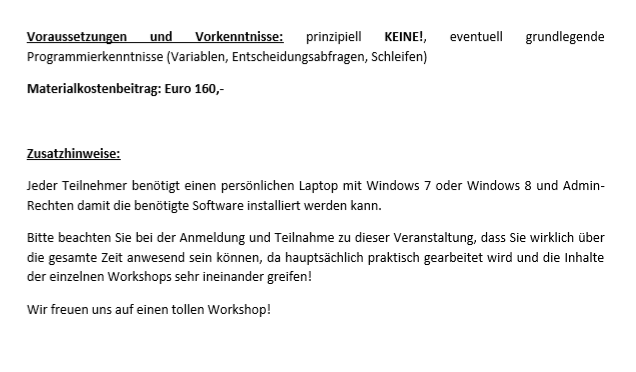 Voraussetzungen und Vorkenntnisse: prinzipiell KEINE!, eventuell grundlegende
Programmierkenntnisse (Variablen, Entscheidungsabfragen, Schleifen)
Materialkostenbeitrag: Euro 160,-
Zusatzhinweise:
Jeder Teilnehmer benötigt einen persönlichen Laptop mit Windows 7 oder Windows 8 und Admin-
Rechten damit die benötigte Software installiert werden kann.
Bitte beachten Sie bei der Anmeldung und Teilnahme zu dieser Veranstaltung, dass Sie wirklich über
die gesamte Zeit anwesend sein können, da hauptsächlich praktisch gearbeitet wird und die Inhalte
der einzelnen Workshops sehr ineinander greifen!
Wir freuen uns auf einen tollen Workshop!